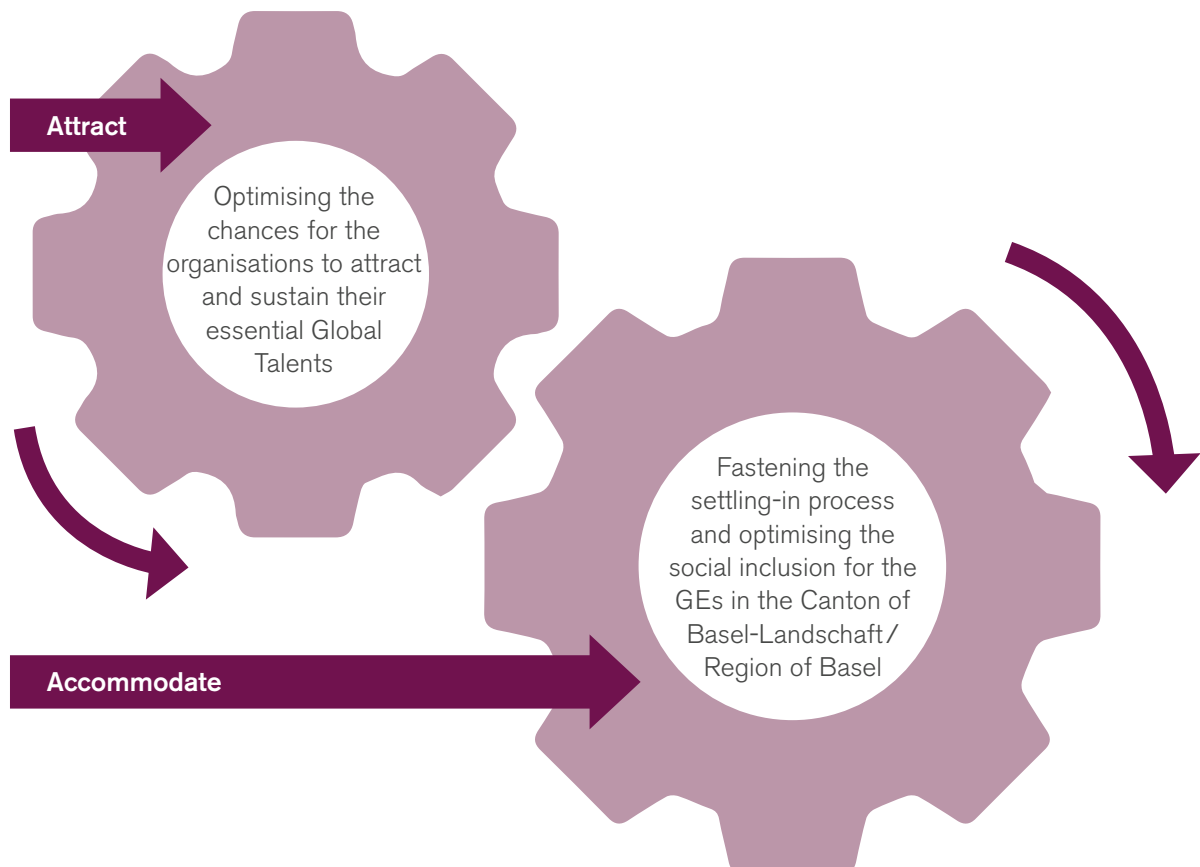 Attract
Optimising the
chances for the
organisations to attract
and sustain their
essential Global
Talents
Accommodate
Fastening the
settling-in process
and optimising the
social inclusion for the
GEs in the Canton of
Basel-Landschaft/
Region of Basel